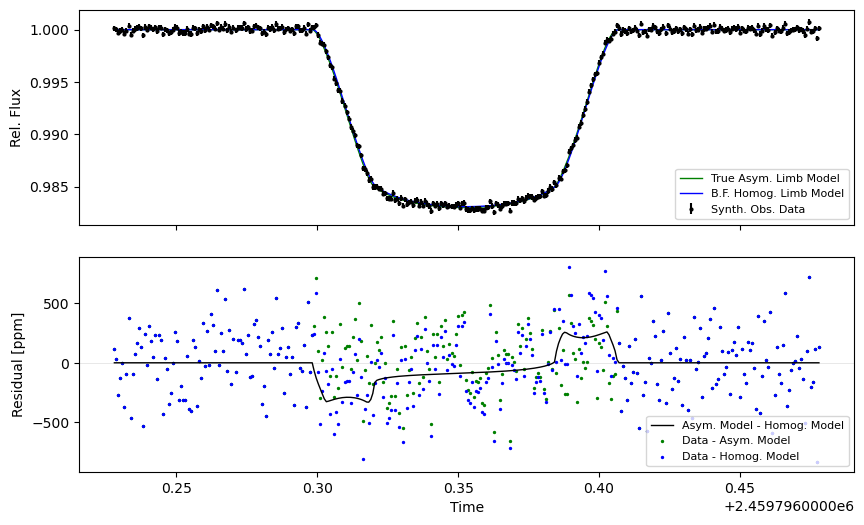 1.000
0.995
0.990
0.985
Rel. Flux
True Asym. Limb Model
B.F. Homog. Limb Model
Synth. Obs. Data
500
0
−500
Residual [ppm]
Asym. Model - Homog. Model
Data - Asym. Model
Data - Homog. Model
0.25 0.30 0.35 0.40 0.45
Time
+2.4597960000e6